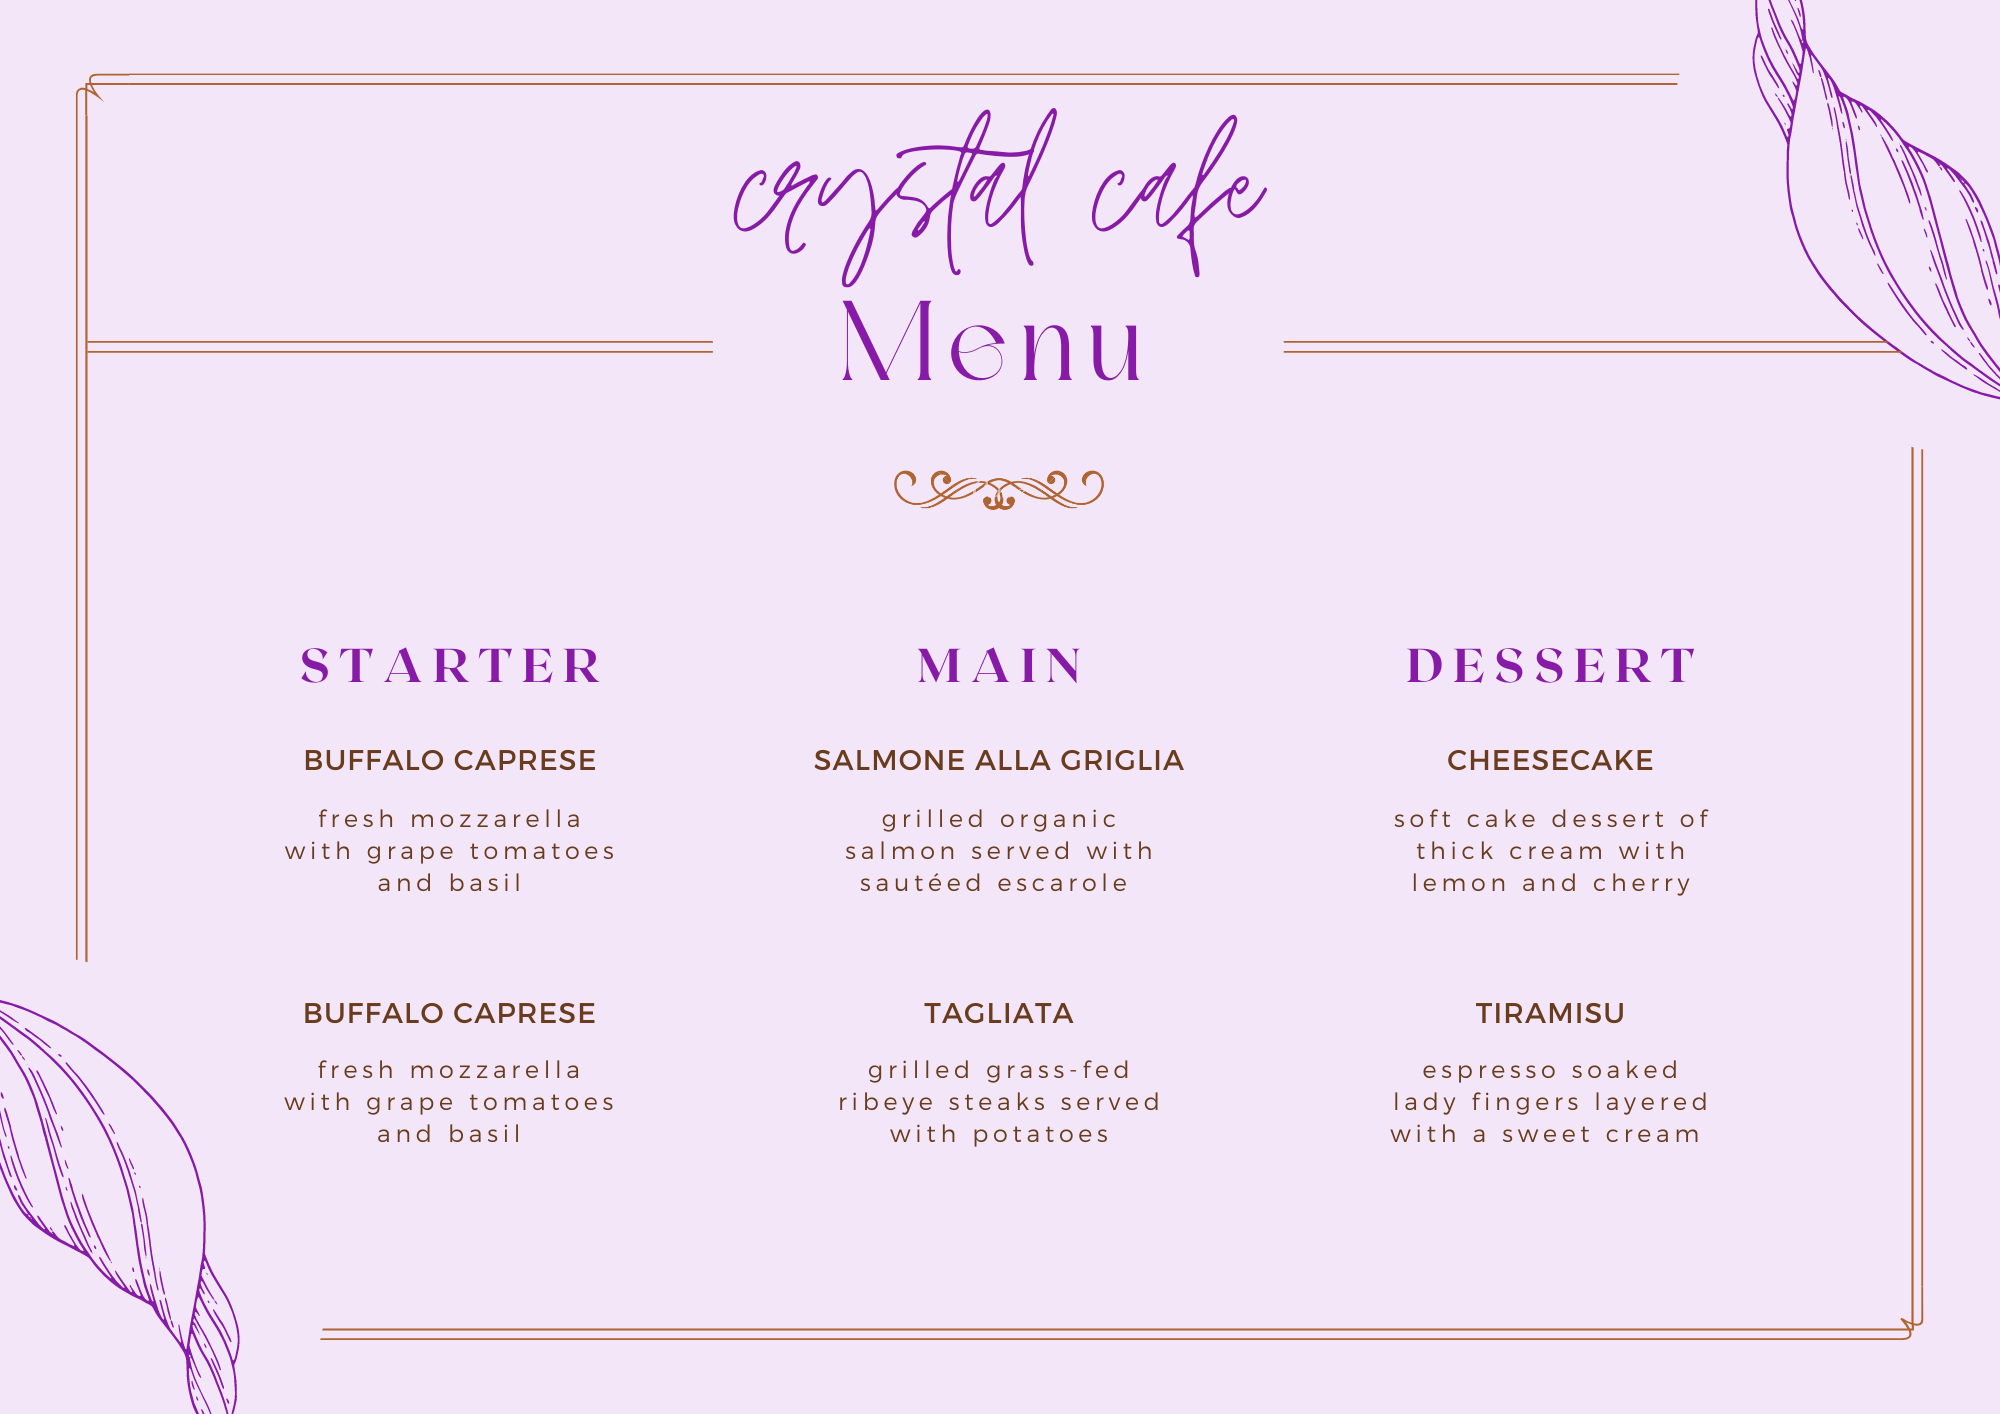 crystal cafe
Menu
STARTER
BUFFALO CAPRESE
fresh mozzarella
with grape tomatoes
and basil
BUFFALO CAPRESE
fresh mozzarella
with grape tomatoes
and basil
MAIN
SALMONE ALLA GRIGLIA
grilled organic
salmon served with
sautéed escarole
TAGLIATA
grilled grass-fed
ribeye steaks served
with potatoes
DESSERT
CHEESECAKE
soft cake dessert of
thick cream with
lemon and cherry
TIRAMISU
espresso soaked
lady fingers layered
with a sweet cream